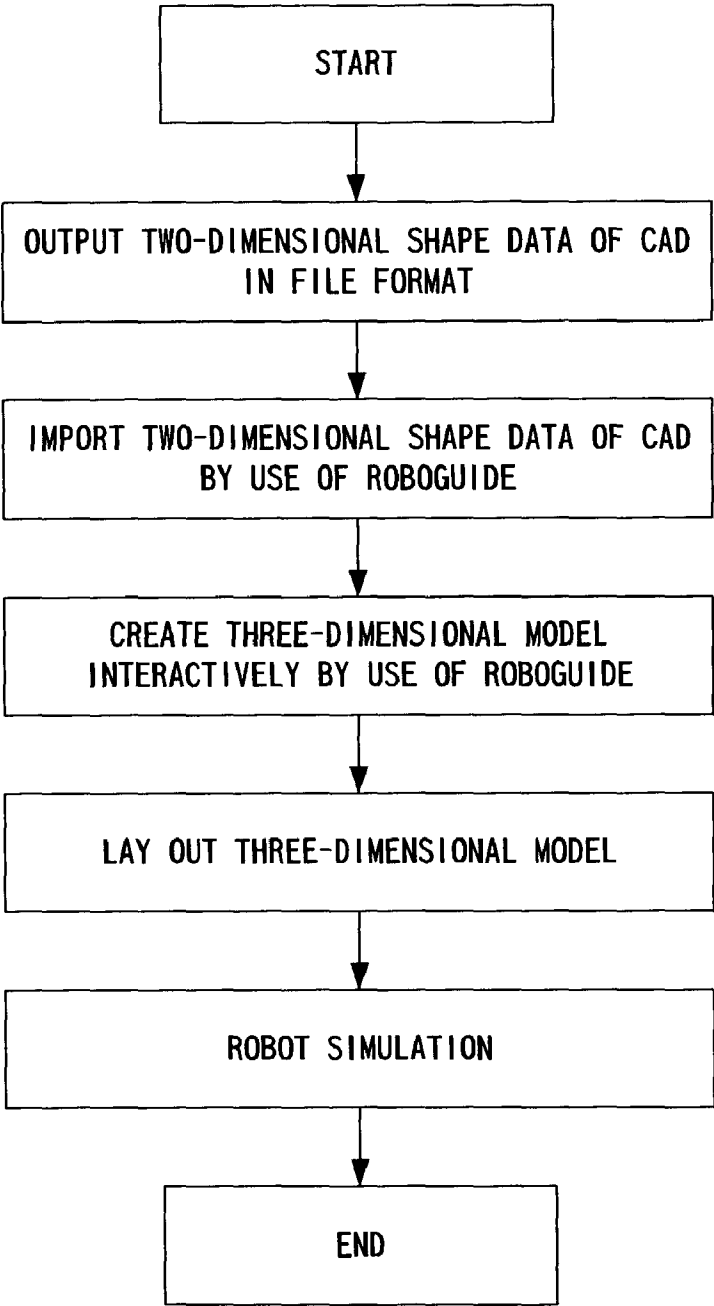 START
OUTPUT TWO-DIMENSIONAL SHAPE DATA OF CAD
IN FILE FORMAT
IMPORT TWO-DIMENSIONAL SHAPE DATA OF CAD
BY USE OF ROBOGUIDE
CREATE THREE-DIMENSIONAL MODEL
INTERACTIVELY BY USE OF ROBOGUIDE
LAY OUT THREE-DIMENSIONAL MODEL
ROBOT SIMULATION
END